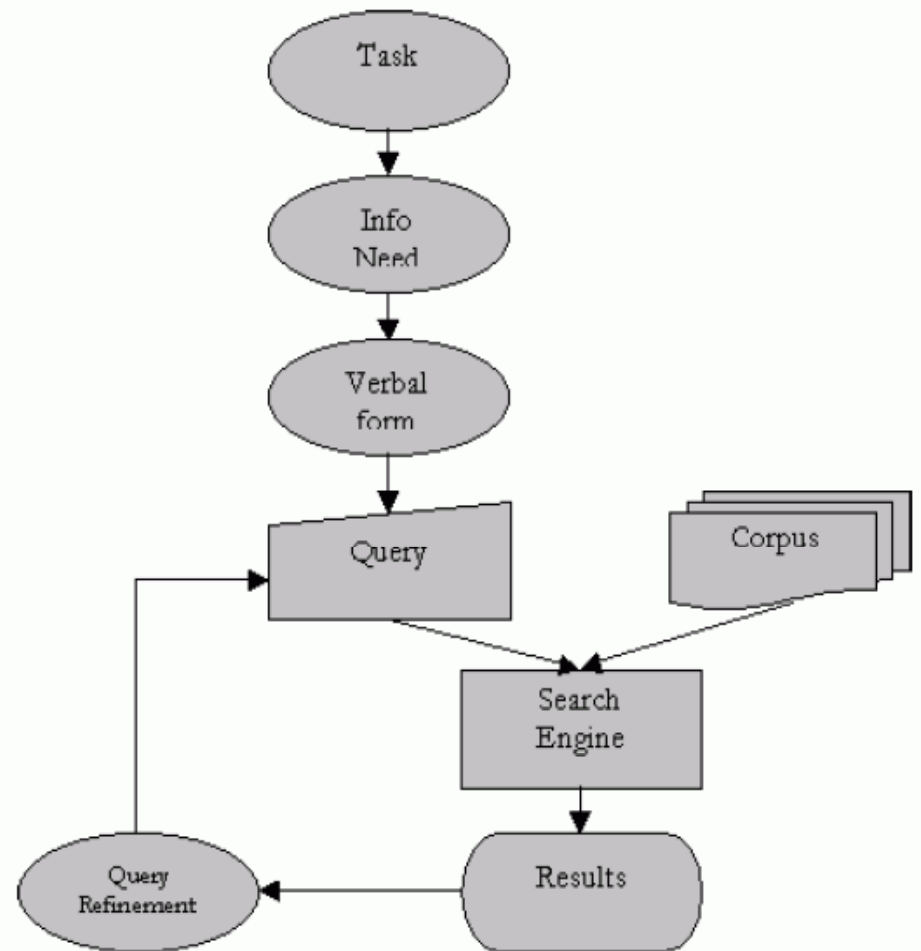 Task
Info
Need
Verbal
form
Query
Corpus
Search
Engine
Results
Query
Refinement